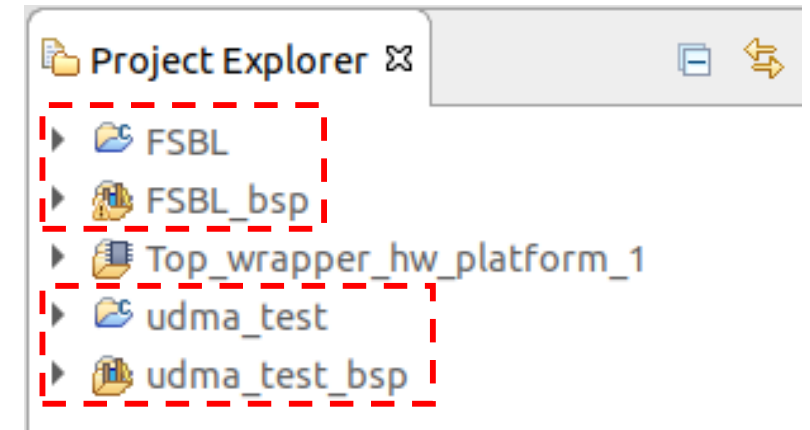 Project Explorer
FSBL
FSBL_bsp
Top_wrapper_hw_platform_1
udma_test
udma_test_bsp